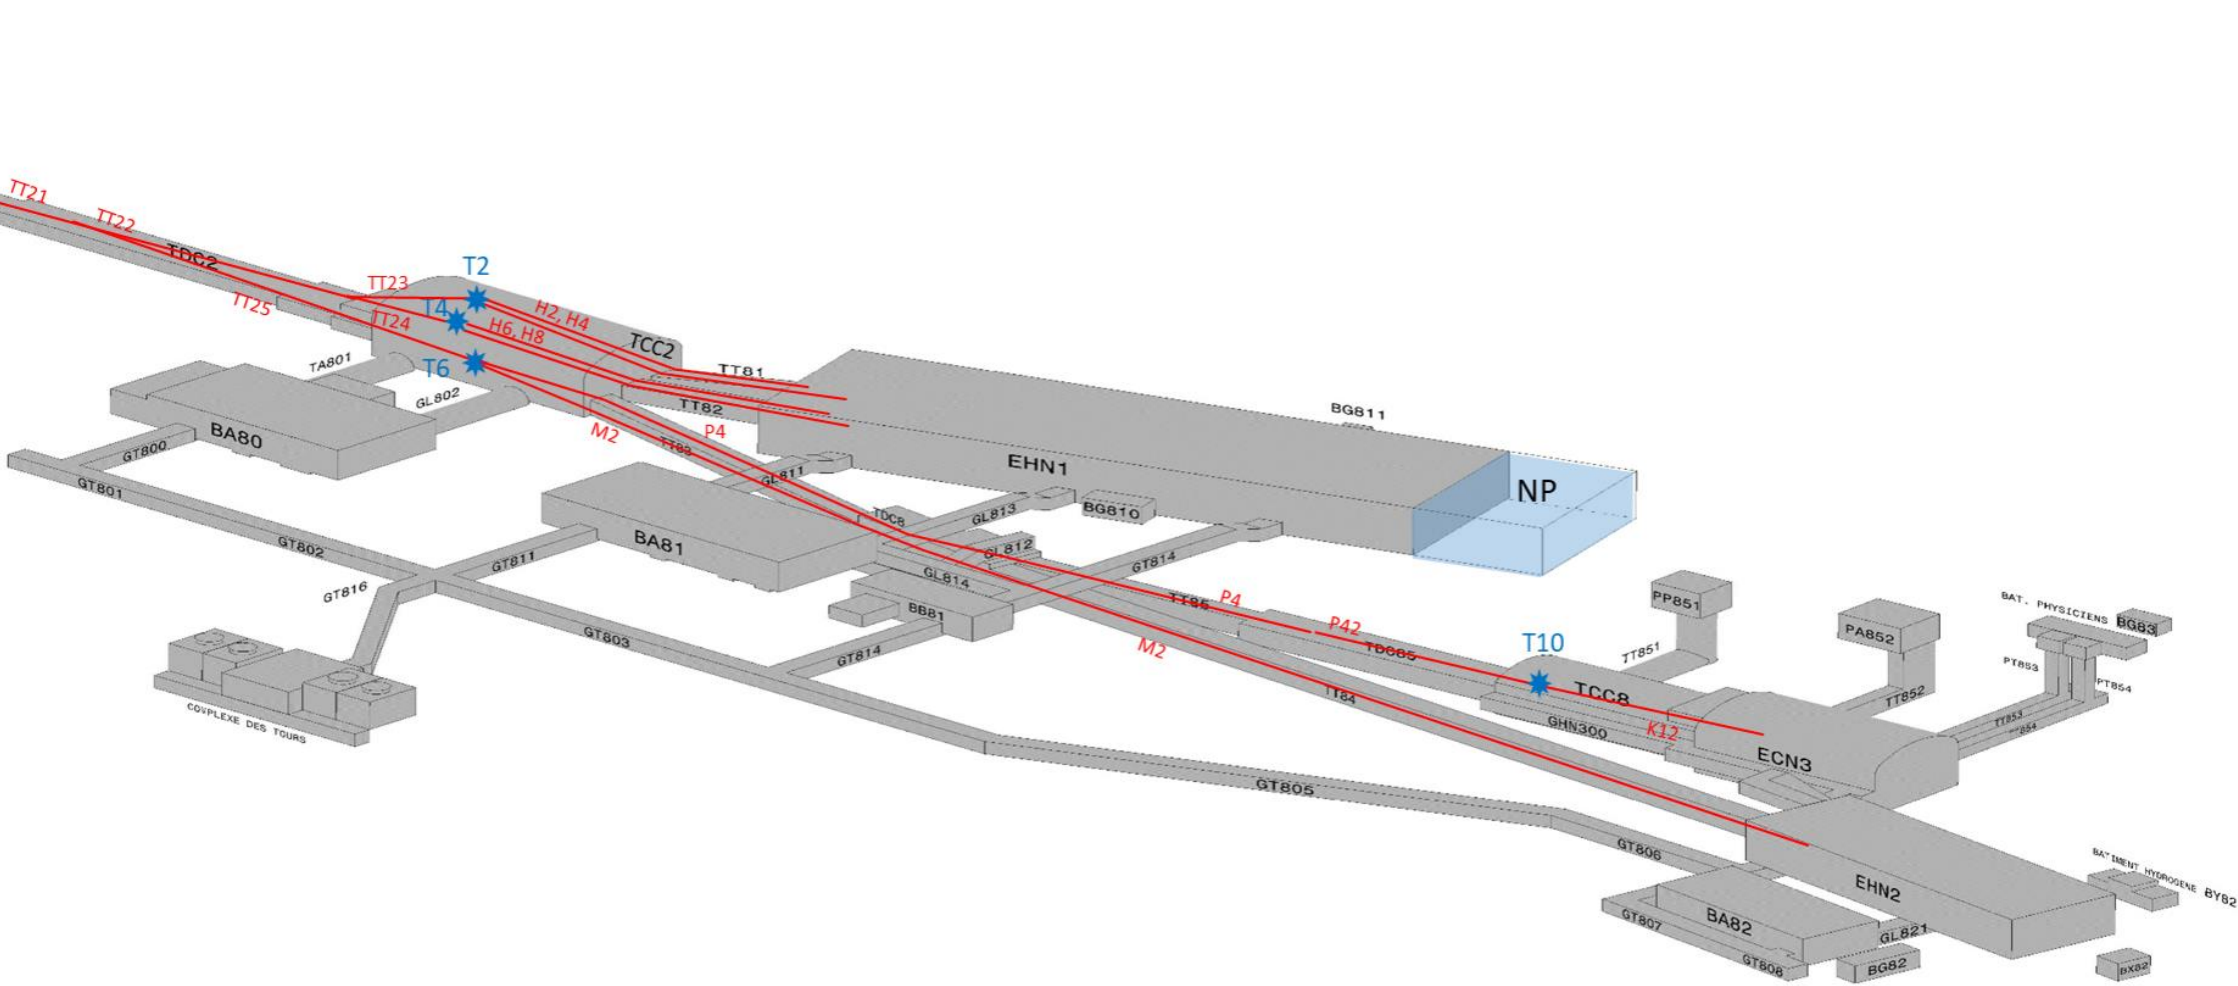 TT21
TT22
TDC2
TT25
TT23
T2
T4
TT24
H2, H4
H6, H8
T6
TCC2
TA801
GL802
TT81
TT82
BA80
GT800
GT801
M2
P4
TT83
GL811
BG811
EHN1
NP
BA81
TDC8
GL813
BG810
GL812
GT802
GT811
GT816
GL814
GT814
BB81
GT803
GT814
COVPLEXE DES TOURS
TT85
P4
P42
M2
TDC85
T10
TCC8
TT851
PP851
PA852
TT852
BAT. PHYSICIENS
BG83
PT853
PT854
TT853
TT84
GHN300
K12
ECN3
GT805
GT806
EHN2
BATIMENT HYDROGENE BY82
BA82
GT807
GT808
GL821
BG82
BX82